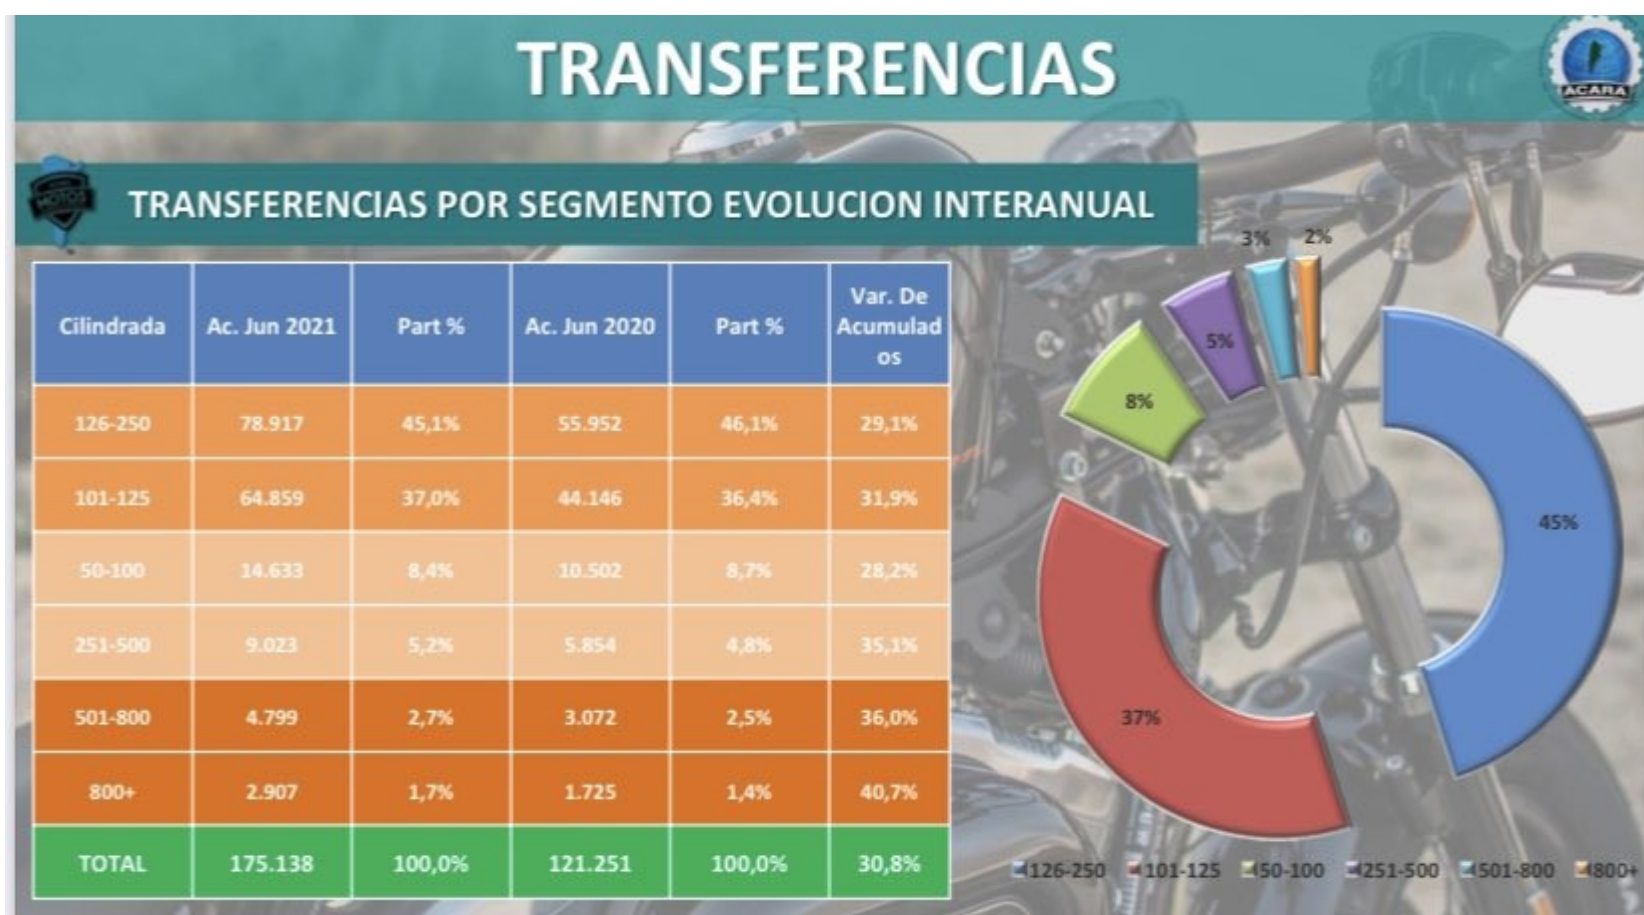 TRANSFERENCIAS
ACARA
MOTOS
TRANSFERENCIAS POR SEGMENTO EVOLUCION INTERANUAL
Cilindrada Ac. Jun 2021 Part % Ac. Jun 2020 Part % Var. De
Acumulad
os
126-250 78.917 45,1% 55.952 46,1% 29,1%
101-125 64.859 37,0% 44.146 36,4% 31,9%
50-100 14.633 8,4% 10.502 8,7% 28,2%
251-500 9.023 5,2% 5.854 4,8% 35,1%
501-800 4.799 2,7% 3.072 2,5% 36,0%
800+ 2.907 1,7% 1.725 1,4% 40,7%
TOTAL 175.138 100,0% 121.251 100,0% 30,8%
3% 2%
5%
8%
45%
37%
126-250 101-125 50-100 251-500 501-800 800+